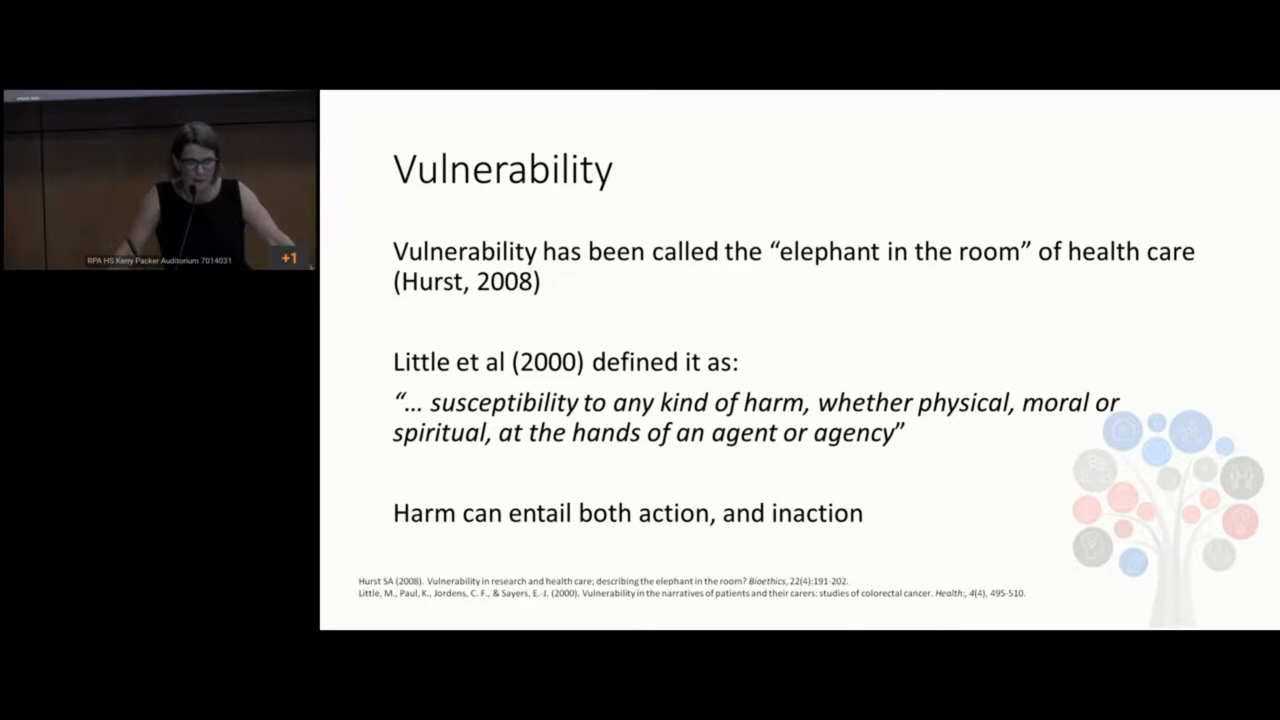 Vulnerability
Vulnerability has been called the “elephant in the room” of health care
(Hurst, 2008)
Little et al (2000) defined it as:
“… susceptibility to any kind of harm, whether physical, moral or
spiritual, at the hands of an agent or agency”
Harm can entail both action, and inaction
Hurst SA (2008). Vulnerability in research and health care; describing the elephant in the room? Bioethics, 22(4):191-202.
Little, M., Paul, K., Jordens, C. F., & Sayers, E.-J. (2000). Vulnerability in the narratives of patients and their carers: studies of colorectal cancer. Health:, 4(4), 495-510.
RPA HS Kerry Packer Auditorium 7014031
+1